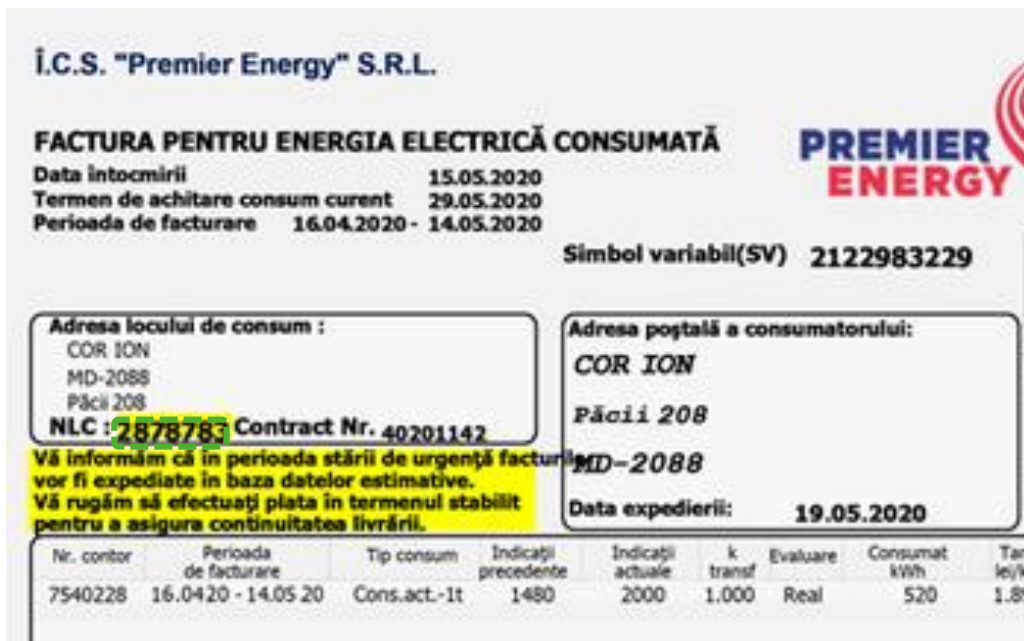 Î.C.S. "Premier Energy" S.R.L.
PREMIER
ENERGY
FACTURA PENTRU ENERGIA ELECTRICĂ CONSUMATĂ
Data întocmirii 15.05.2020
Termen de achitare consum curent 29.05.2020
Perioada de facturare 16.04.2020 - 14.05.2020
Simbol variabil(SV) 2122983229
Adresa locului de consum :
COR ION
MD-2088
Păcii 208
NLC : 2878783 Contract Nr. 40201142
Adresa poştală a consumatorului:
COR ION
Păcii 208
MD-2088
Data expedierii: 19.05.2020
Vă informăm că în perioada stării de urgenţă facturile
vor fi expediate în baza datelor estimative.
Vă rugăm să efectuaţi plata în termenul stabilit
pentru a asigura continuitatea livrării.
Nr. contor Perioada de facturare Tip consum Indicaţii precedente Indicaţii actuale k transf Evaluare Consumat kWh
7540228 16.0420 - 14.05 20 Cons.act.-1t 1480 2000 1.000 Real 520